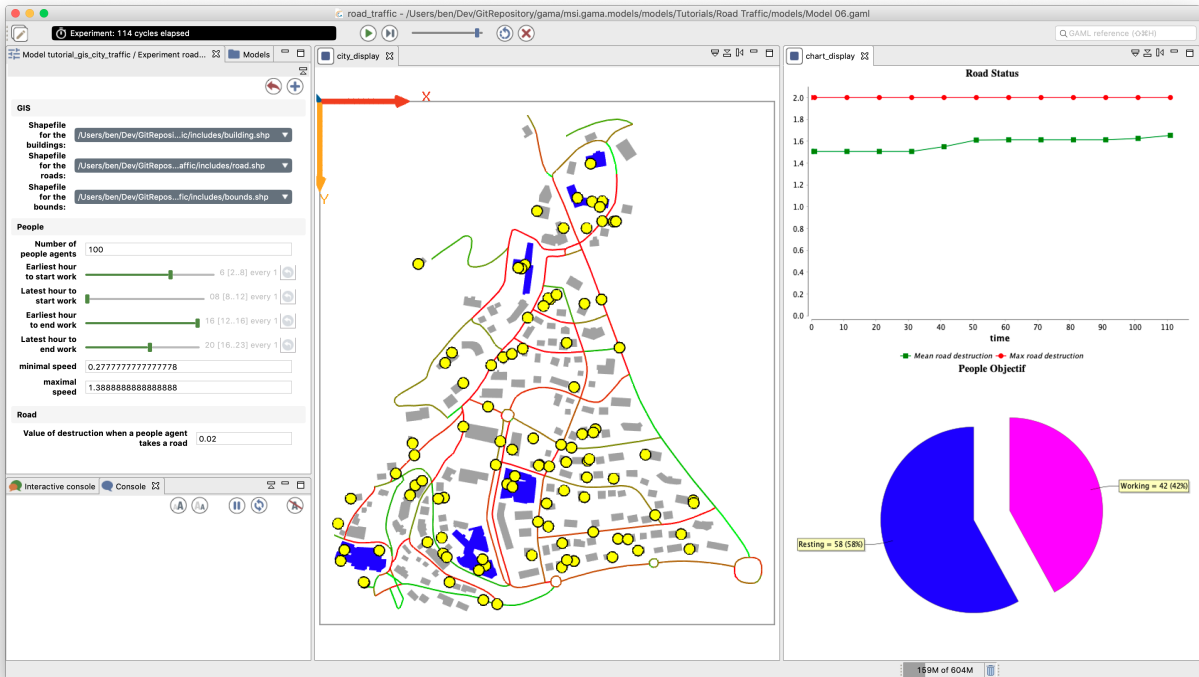 road_traffic - /Users/ben/Dev/GitRepository/gama/msi.gama.models/models/Tutorials/Road Traffic/models/Model 06.gaml
Experiment: 114 cycles elapsed
GAML reference (⇧⌘H)
Model tutorial_gis_city_traffic / Experiment road...
Models
GIS
Shapefile
for the
buildings:
/Users/ben/Dev/GitReposi...ic/includes/building.shp
Shapefile
for the
roads:
/Users/ben/Dev/GitRepos...affic/includes/road.shp
Shapefile
for the
bounds:
/Users/ben/Dev/GitRepos...fic/includes/bounds.shp
People
Number of
people agents
100
Earliest hour
to start work
6 [2..8] every 1
Latest hour to
start work
08 [8..12] every 1
Earliest hour
to end work
16 [12..16] every 1
Latest hour to
end work
20 [16..23] every 1
minimal speed
0.2777777777777778
maximal
speed
1.3888888888888888
Road
Value of destruction when a people agent
takes a road
0.02
Interactive console
Console
city_display
X
Y
chart_display
Road Status
2.0
1.8
1.6
1.4
1.2
1.0
0.8
0.6
0.4
0.2
0.0
0 10 20 30 40 50 60 70 80 90 100 110
time
Mean road destruction Max road destruction
People Objectif
Working = 42 (42%)
Resting = 58 (58%)
159M of 604M